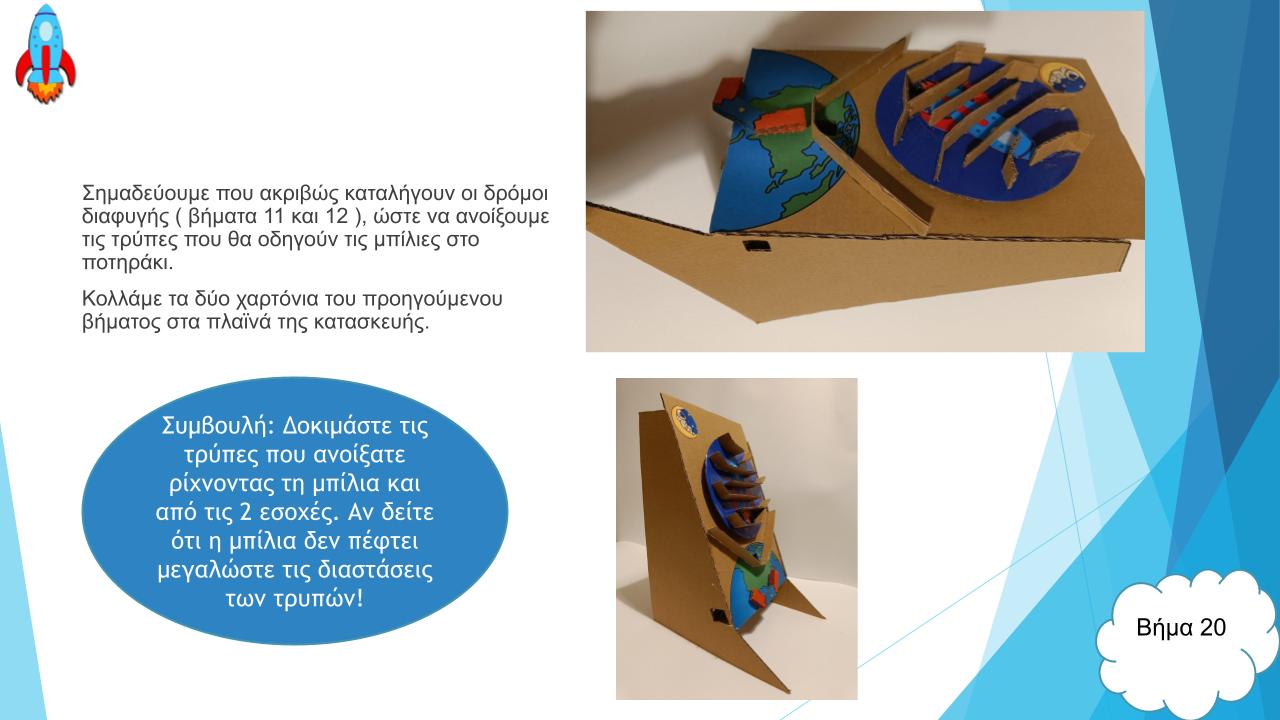 Σημαδεύουμε που ακριβώς καταλήγουν οι δρόμοι
διαφυγής ( βήματα 11 και 12 ), ώστε να ανοίξουμε
τις τρύπες που θα οδηγούν τις μπίλιες στο
ποτηράκι.
Κολλάμε τα δύο χαρτόνια του προηγούμενου
βήματος στα πλαϊνά της κατασκευής.
Συμβουλή: Δοκιμάστε τις
τρύπες που ανοίξατε
ρίχνοντας τη μπίλια και
από τις 2 εσοχές. Αν δείτε
ότι η μπίλια δεν πέφτει
μεγαλώστε τις διαστάσεις
των τρυπών!
Βήμα 20